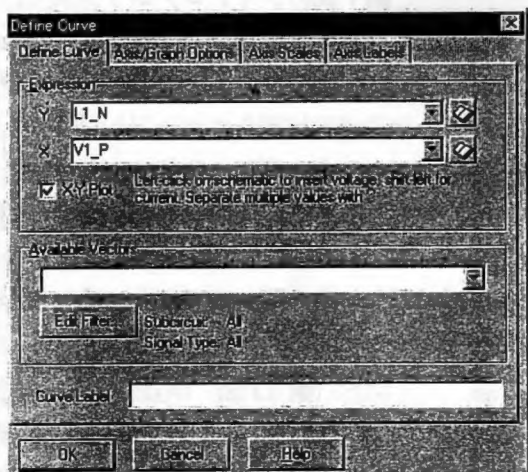 Define Curve
Define Curve Axis/Graph Options Axis Scales Axis Labels
Expression
Y L1_N
X V1_P
X-Y Plot Left-click on schematic to insert voltage, shift left for
current. Separate multiple values with
Available Vectors
Edit Filter... Subcircuit - All
Signal Type: All
Curve Label
OK Cancel Help